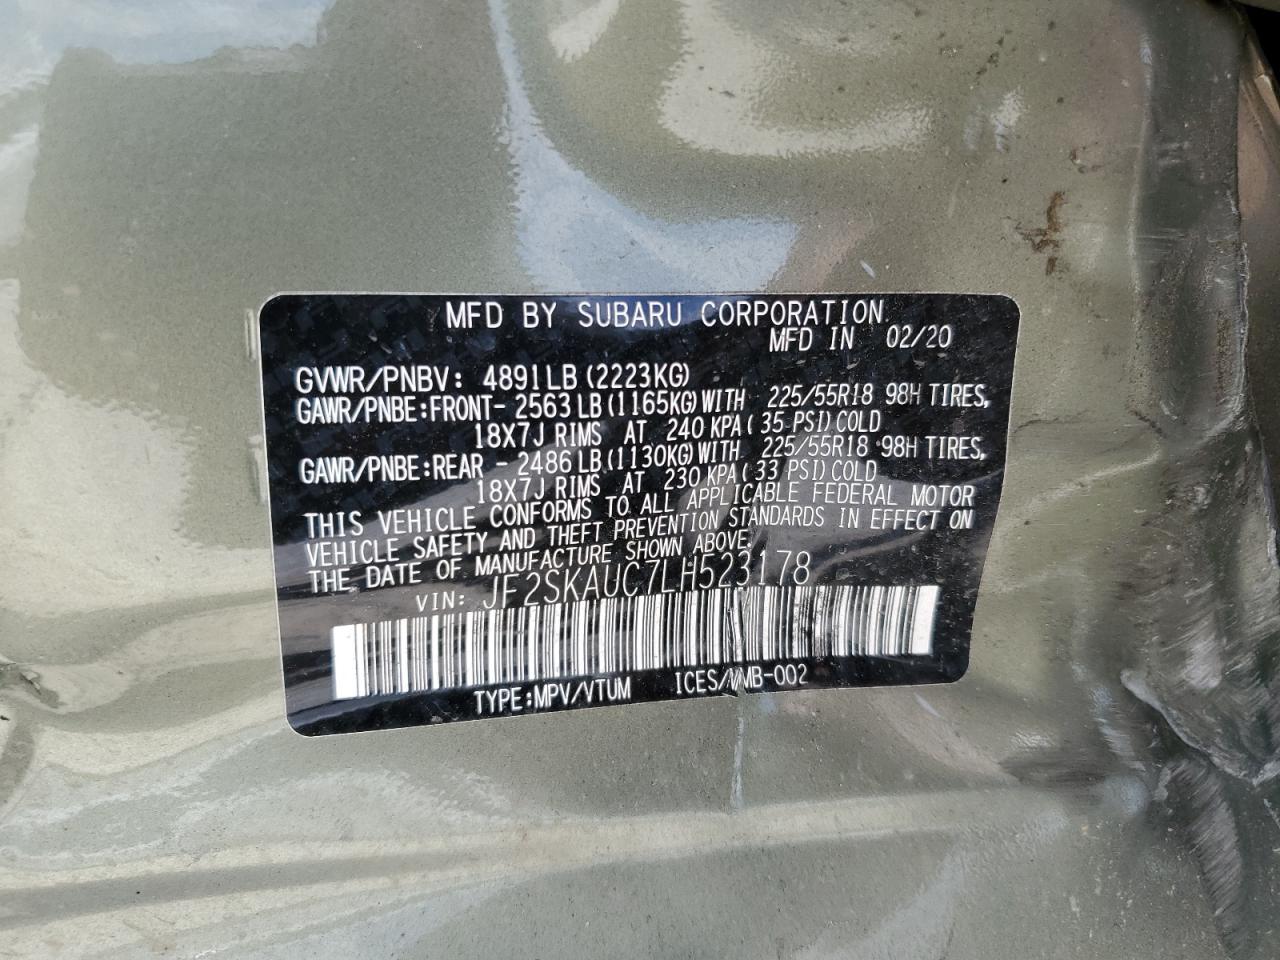 MFD BY SUBARU CORPORATION
MFD IN 02/20
GVWR/PNBV: 4891LB (2223KG)
GAWR/PNBE:FRONT- 2563 LB (1165KG) WITH 225/55R18 98H TIRES,
18X7J RIMS AT 240 KPA (35 PSI) COLD
GAWR/PNBE:REAR - 2486 LB (1130KG) WITH 225/55R18 98H TIRES,
18X7J RIMS AT 230 KPA (33 PSI) COLD
THIS VEHICLE CONFORMS TO ALL APPLICABLE FEDERAL MOTOR
VEHICLE SAFETY AND THEFT PREVENTION STANDARDS IN EFFECT ON
THE DATE OF MANUFACTURE SHOWN ABOVE.
VIN: JF2SKAUC7LH523178
TYPE:MPV/VTUM ICES/NMB-002